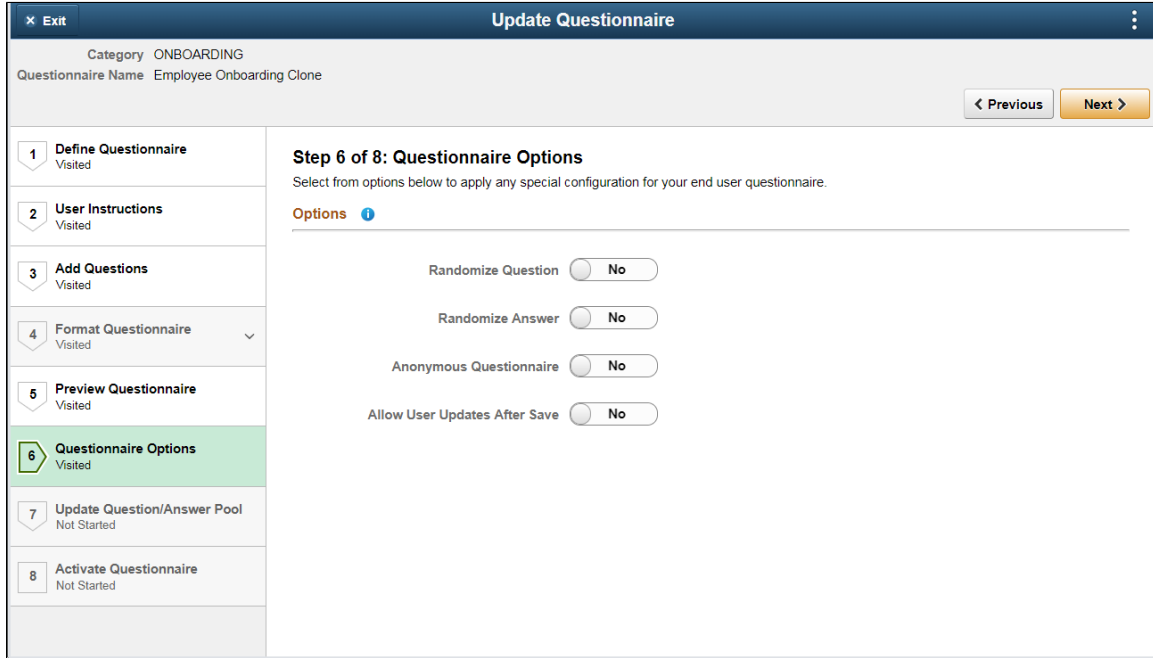 × Exit
Update Questionnaire
Category ONBOARDING
Questionnaire Name Employee Onboarding Clone
Previous
Next
1 Define Questionnaire
Visited
2 User Instructions
Visited
3 Add Questions
Visited
4 Format Questionnaire
Visited
5 Preview Questionnaire
Visited
6 Questionnaire Options
Visited
7 Update Question/Answer Pool
Not Started
8 Activate Questionnaire
Not Started
Step 6 of 8: Questionnaire Options
Select from options below to apply any special configuration for your end user questionnaire.
Options i
Randomize Question No
Randomize Answer No
Anonymous Questionnaire No
Allow User Updates After Save No